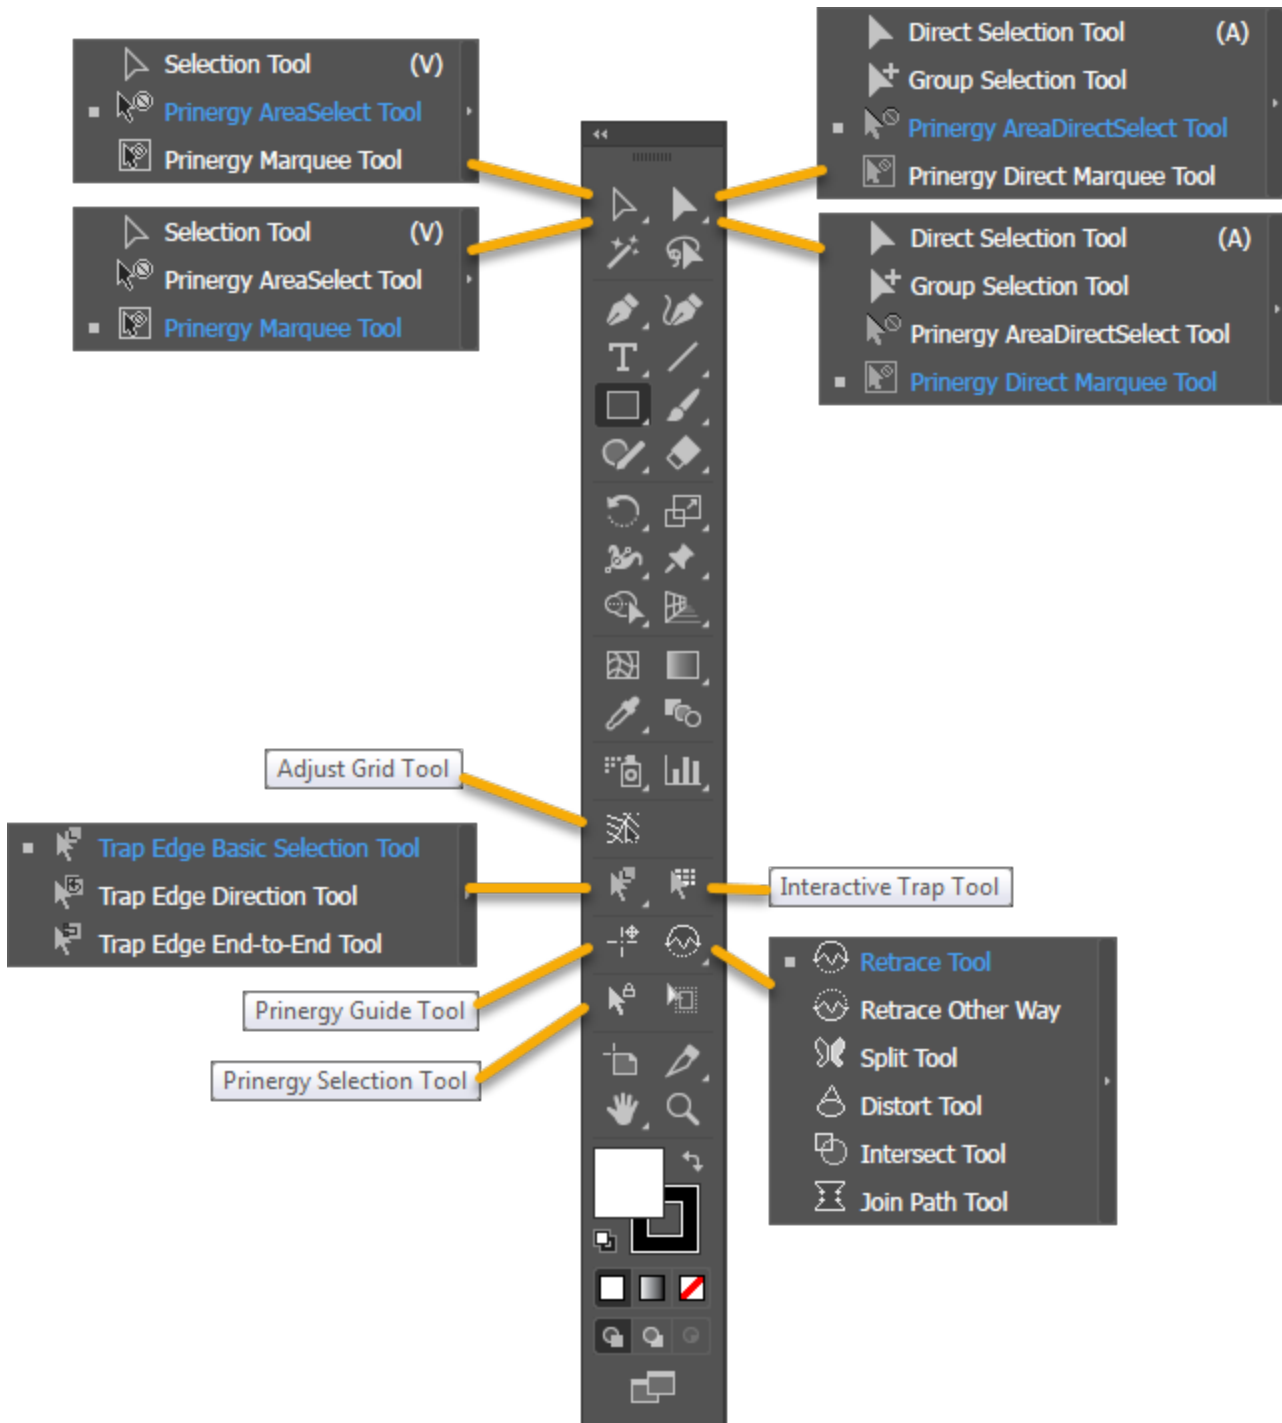 Selection Tool (V)
Prinergy AreaSelect Tool
Prinergy Marquee Tool
Selection Tool (V)
Prinergy AreaSelect Tool
Prinergy Marquee Tool
Direct Selection Tool (A)
Group Selection Tool
Prinergy AreaDirectSelect Tool
Prinergy Direct Marquee Tool
Direct Selection Tool (A)
Group Selection Tool
Prinergy AreaDirectSelect Tool
Prinergy Direct Marquee Tool
Adjust Grid Tool
Trap Edge Basic Selection Tool
Trap Edge Direction Tool
Trap Edge End-to-End Tool
Interactive Trap Tool
Prinergy Guide Tool
Prinergy Selection Tool
Retrace Tool
Retrace Other Way
Split Tool
Distort Tool
Intersect Tool
Join Path Tool